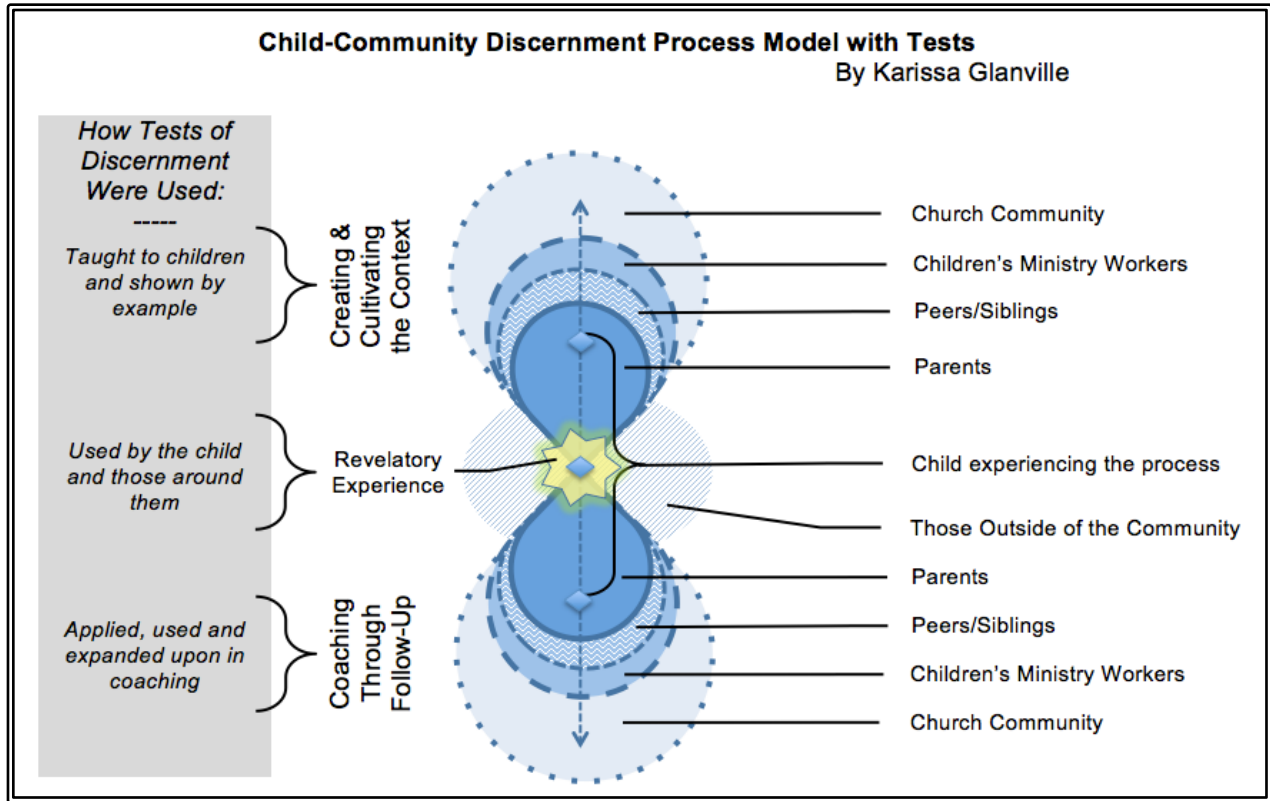 Child-Community Discernment Process Model with Tests
By Karissa Glanville
How Tests of
Discernment
Were Used:
-----
Taught to children
and shown by
example
Used by the child
and those around
them
Applied, used and
expanded upon in
coaching
Creating &
Cultivating
the Context
Revelatory
Experience
Coaching
Through
Follow-Up
Church Community
Children's Ministry Workers
Peers/Siblings
Parents
Child experiencing the process
Those Outside of the Community
Parents
Peers/Siblings
Children's Ministry Workers
Church Community